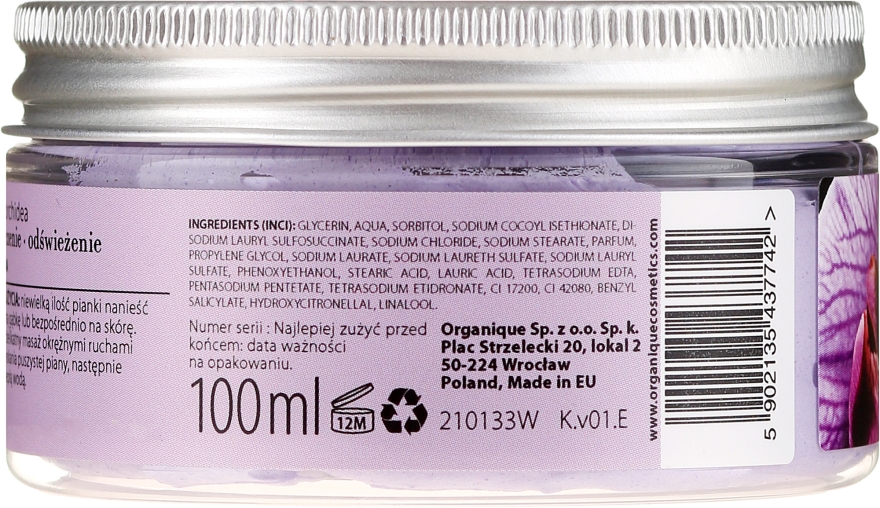 orchidea
odświeżenie
niewielką ilość pianki nanieść
lub bezpośrednio na skórę.
masaż okrężnymi ruchami
puszystej piany, następnie
wodą.
INGREDIENTS (INCI): GLYCERIN, AQUA, SORBITOL, SODIUM COCOYL ISETHIONATE, DI-
SODIUM LAURYL SULFOSUCCINATE, SODIUM CHLORIDE, SODIUM STEARATE, PARFUM,
PROPYLENE GLYCOL, SODIUM LAURATE, SODIUM LAURETH SULFATE, SODIUM LAURYL
SULFATE, PHENOXYETHANOL, STEARIC ACID, LAURIC ACID, TETRASODIUM EDTA,
PENTASODIUM PENTETATE, TETRASODIUM ETIDRONATE, CI 17200, CI 42080, BENZYL
SALICYLATE, HYDROXYCITRONELLAL, LINALOOL.
Numer serii : Najlepiej zużyć przed
końcem: data ważności
na opakowaniu.
100ml
12M
Organique Sp. z o.o. Sp. k.
Plac Strzelecki 20, lokal 2
50-224 Wrocław
Poland, Made in EU
210133W K.v01.E
www.organiquecosmetics.com
5 902135 437742 >